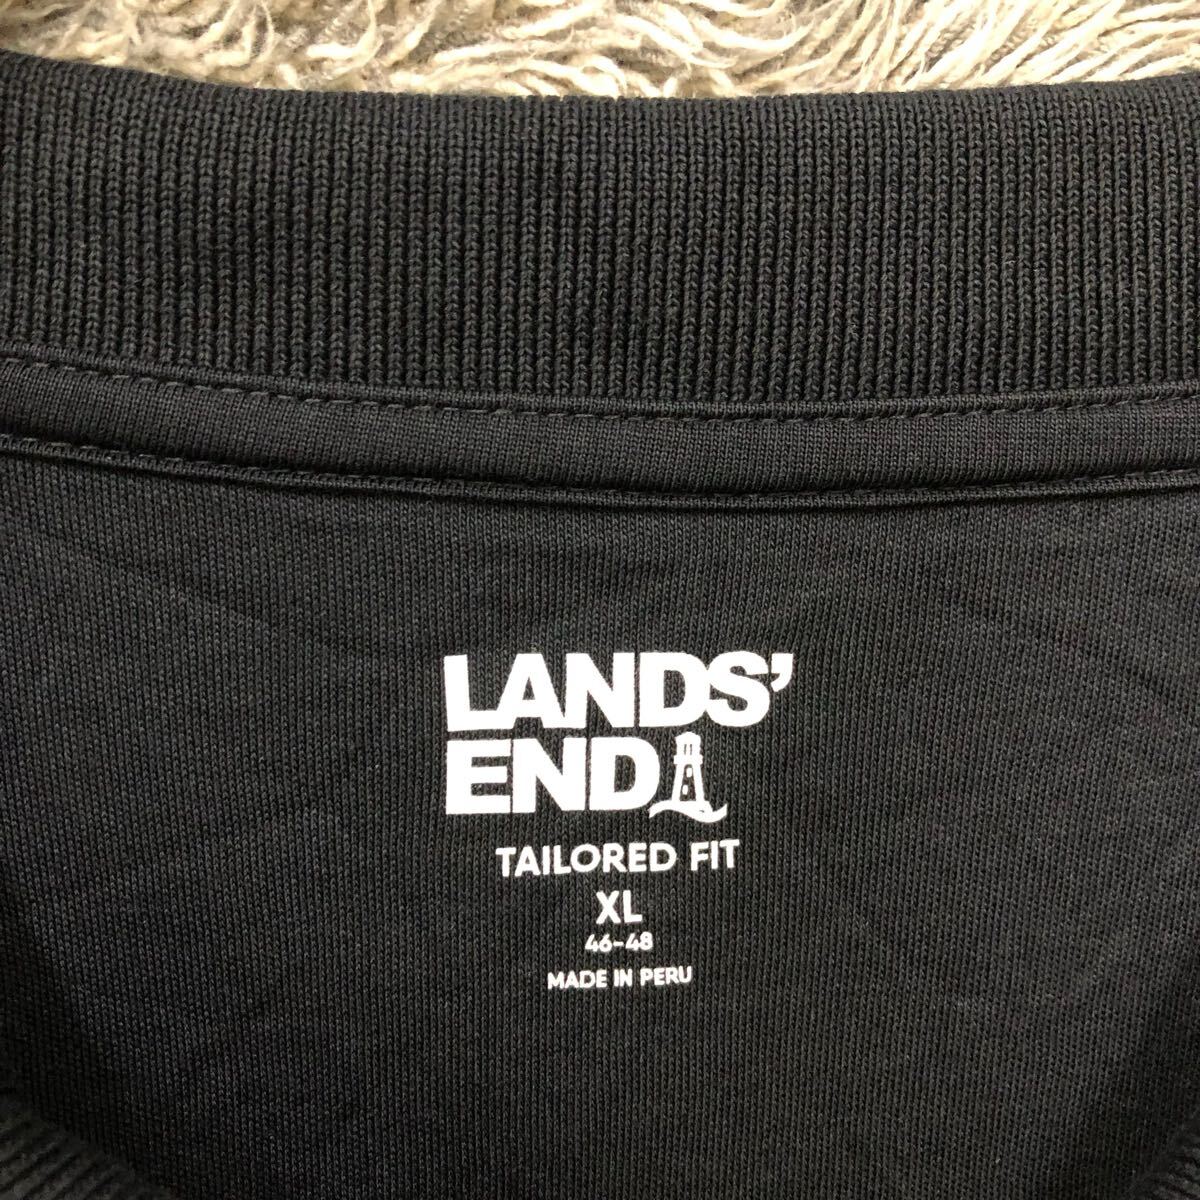 LANDS'
END
TAILORED FIT
XL
46-48
MADE IN PERU